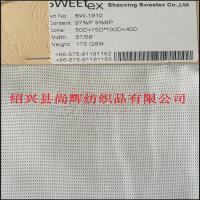 SWEETex
Shaoxing Sweetex Co.
Art No: SW-1910
Content: 97%P 3%SP
Cons: 50D+75D*100D+40D
Width: 57/58"
Weight: 175 GSM
+86-575-81181162
+86-575-81181163
绍兴县尚辉纺织品有限公司